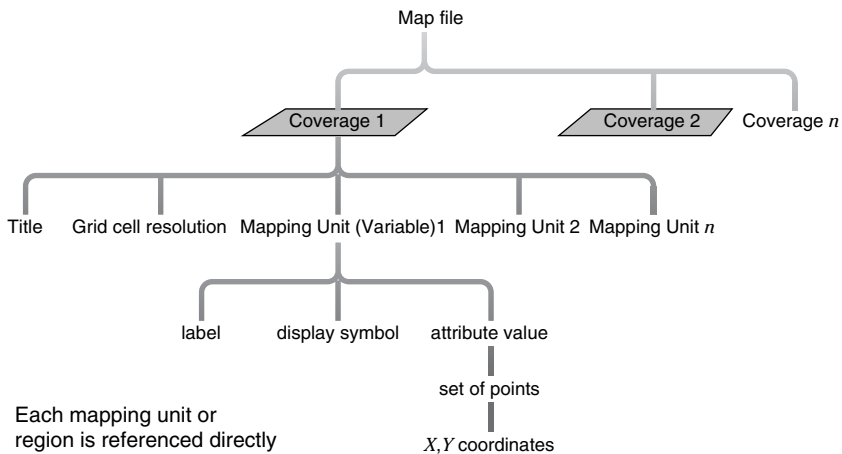 Map file
Coverage 1
Coverage 2
Coverage n
Title
Grid cell resolution
Mapping Unit (Variable)1
Mapping Unit 2
Mapping Unit n
label
display symbol
attribute value
set of points
Each mapping unit or
region is referenced directly
X,Y coordinates